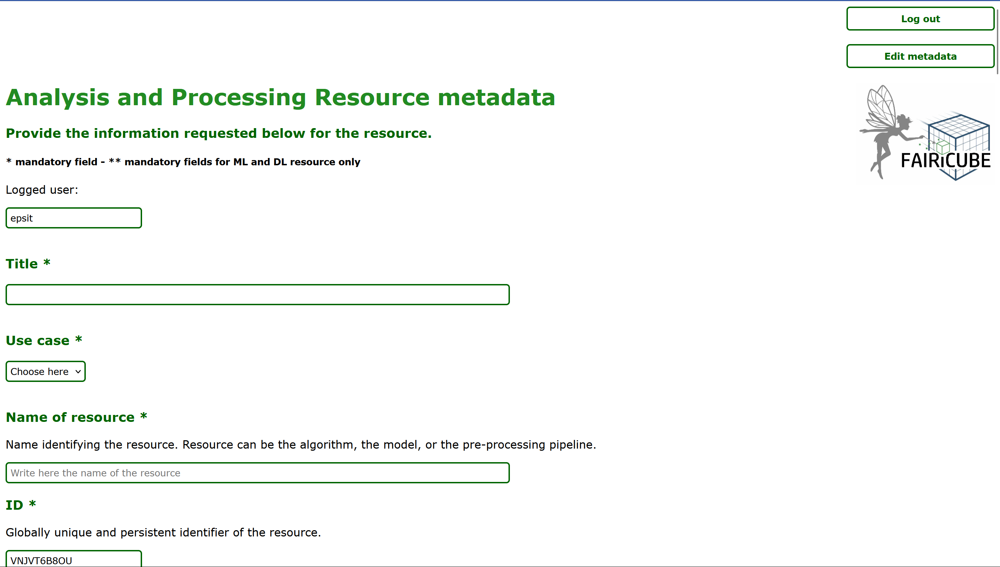 Log out
Edit metadata
Analysis and Processing Resource metadata
Provide the information requested below for the resource.
* mandatory field - ** mandatory fields for ML and DL resource only
FAIRiCUBE
Logged user:
epsit
Title *
Use case *
Choose here
Name of resource *
Name identifying the resource. Resource can be the algorithm, the model, or the pre-processing pipeline.
Write here the name of the resource
ID *
Globally unique and persistent identifier of the resource.
VNJVT6B8OU